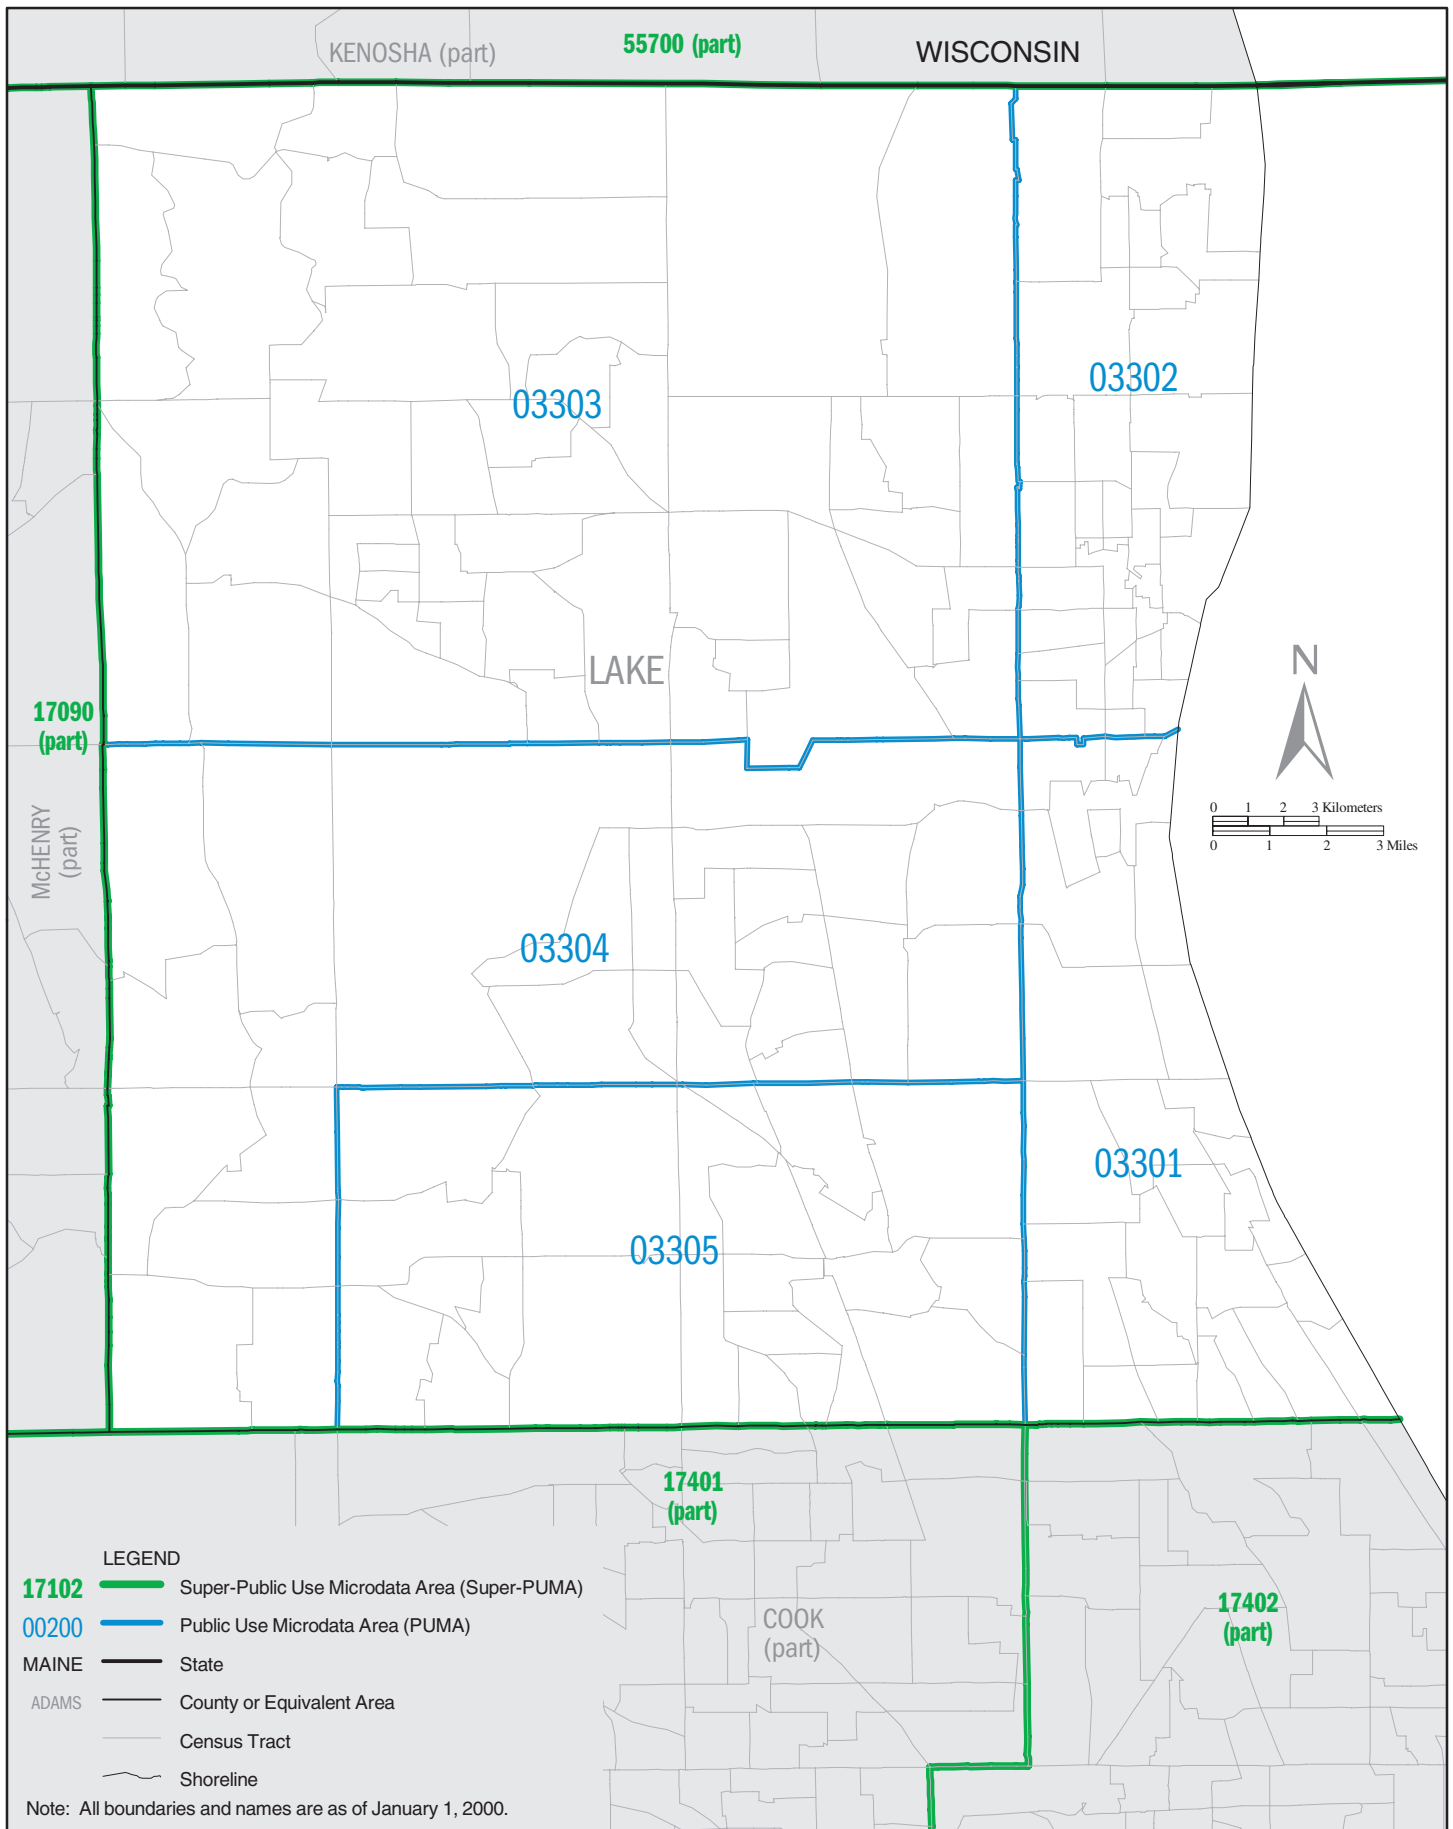 KENOSHA (part)
55700 (part)
WISCONSIN
03302
03303
LAKE
N
17090
(part)
0 1 2 3 Kilometers
0 1 2 3 Miles
McHENRY
(part)
03304
03301
03305
17401
(part)
LEGEND
17102 Super-Public Use Microdata Area (Super-PUMA)
00200 Public Use Microdata Area (PUMA)
MAINE State
ADAMS County or Equivalent Area
Census Tract
Shoreline
COOK
(part)
17402
(part)
Note: All boundaries and names are as of January 1, 2000.